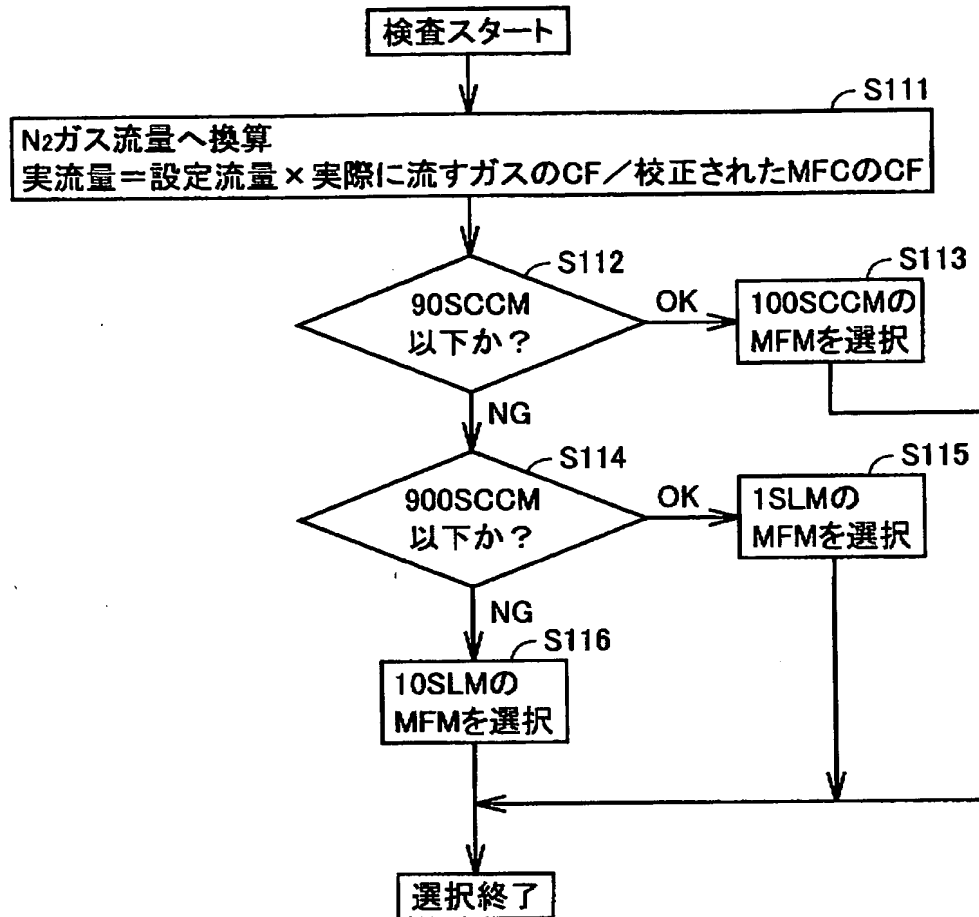 検査スタート
S111
N2ガス流量へ換算
実流量=設定流量×実際に流すガスのCF/校正されたMFCのCF
S112
90SCCM
以下か?
OK
S113
100SCCMの
MFMを選択
NG
S114
900SCCM
以下か?
OK
S115
1SLMの
MFMを選択
NG
S116
10SLMの
MFMを選択
選択終了